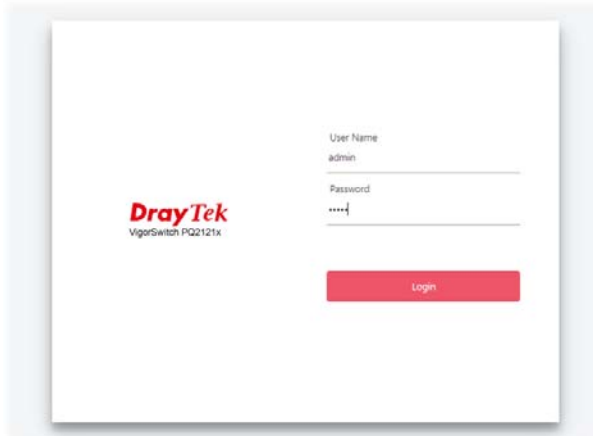 DrayTek
VigorSwitch PQ2121x
User Name
admin
Password
•••••
Login